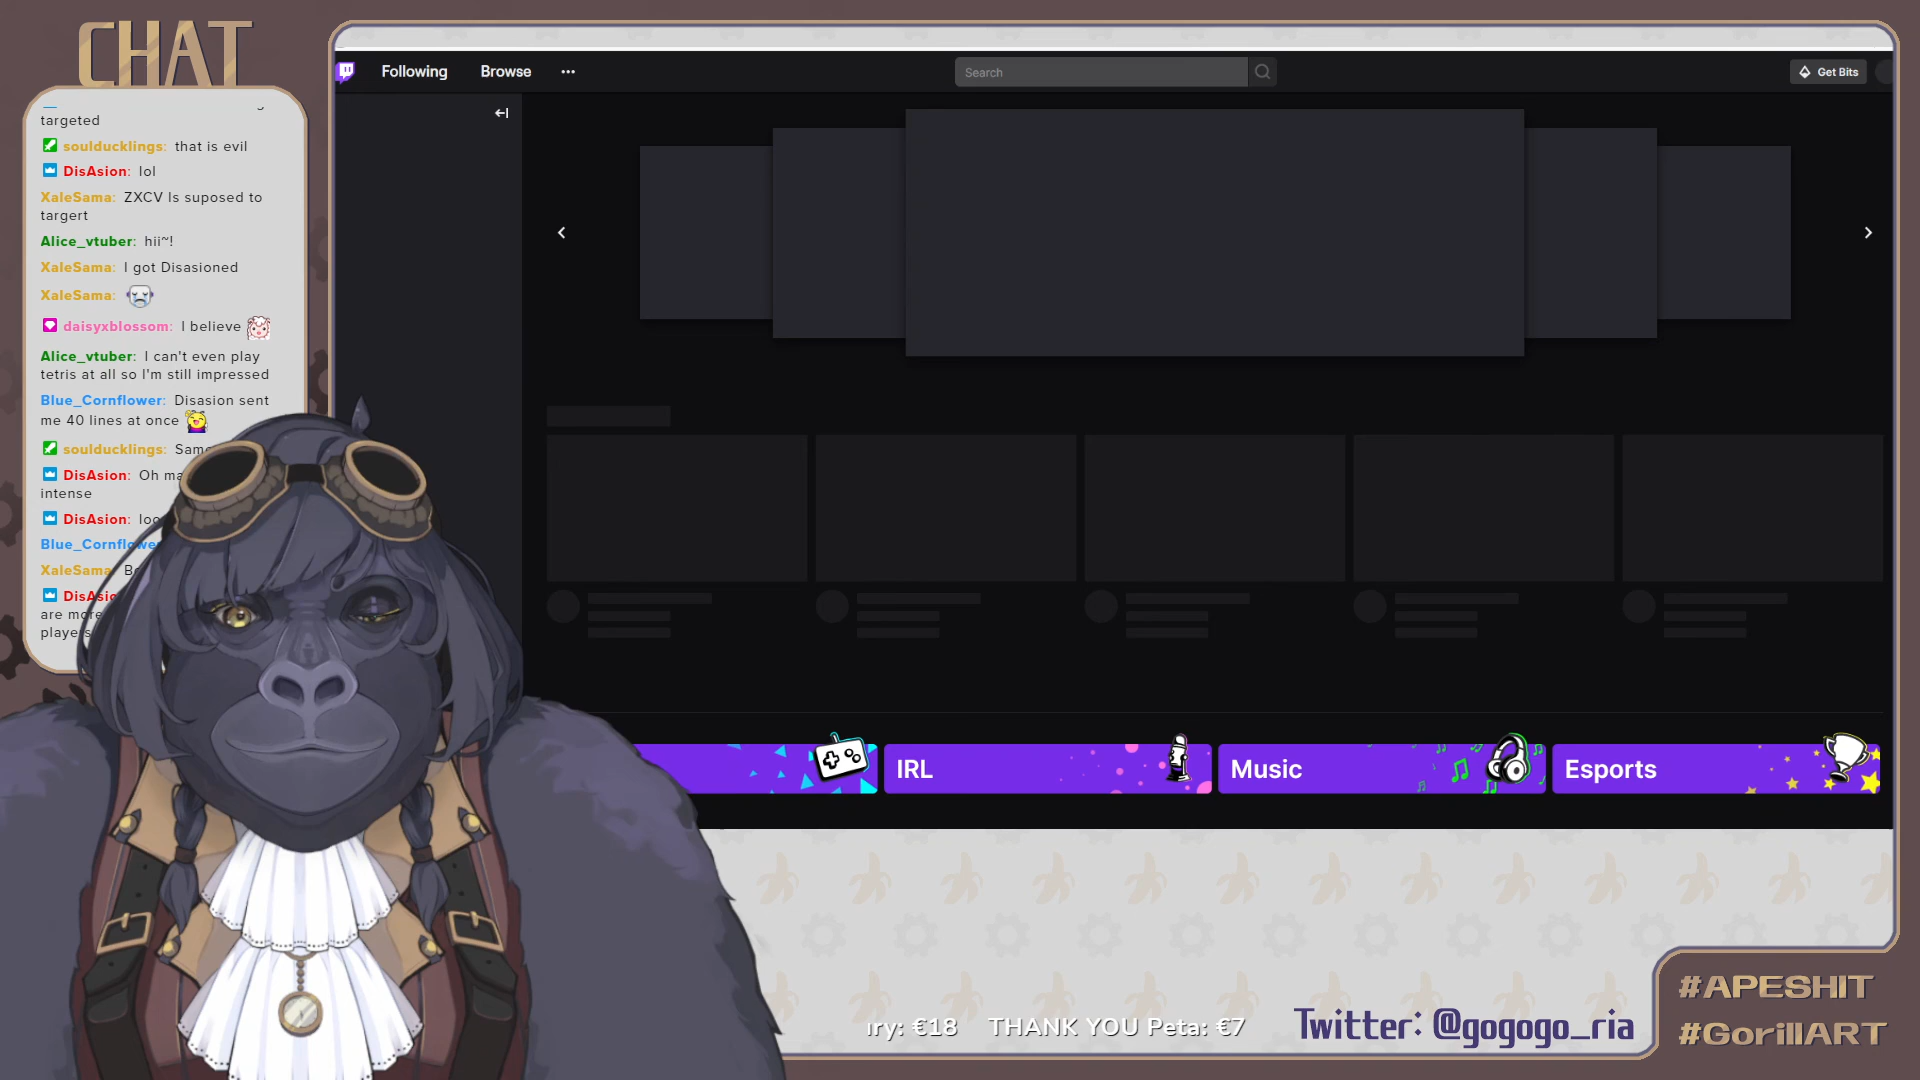 CHAT
Following Browse
Search
Get Bits
targeted
soulducklings: that is evil
DisAsion: lol
XaleSama: ZXCV Is suposed to
targert
Alice_vtuber: hii~!
XaleSama: I got Disasioned
XaleSama:
daisyxblossom: I believe
Alice_vtuber: I can't even play
tetris at all so I'm still impressed
Blue_Cornflower: Disasion sent
me 40 lines at once
soulducklings:
DisAsion: Oh
intense
DisAsion:
XaleSama
are more
IRL
Music
Esports
€18 THANK YOU Peta: €7
Twitter: @gogogo_ria
#APESHIT
#GorillART